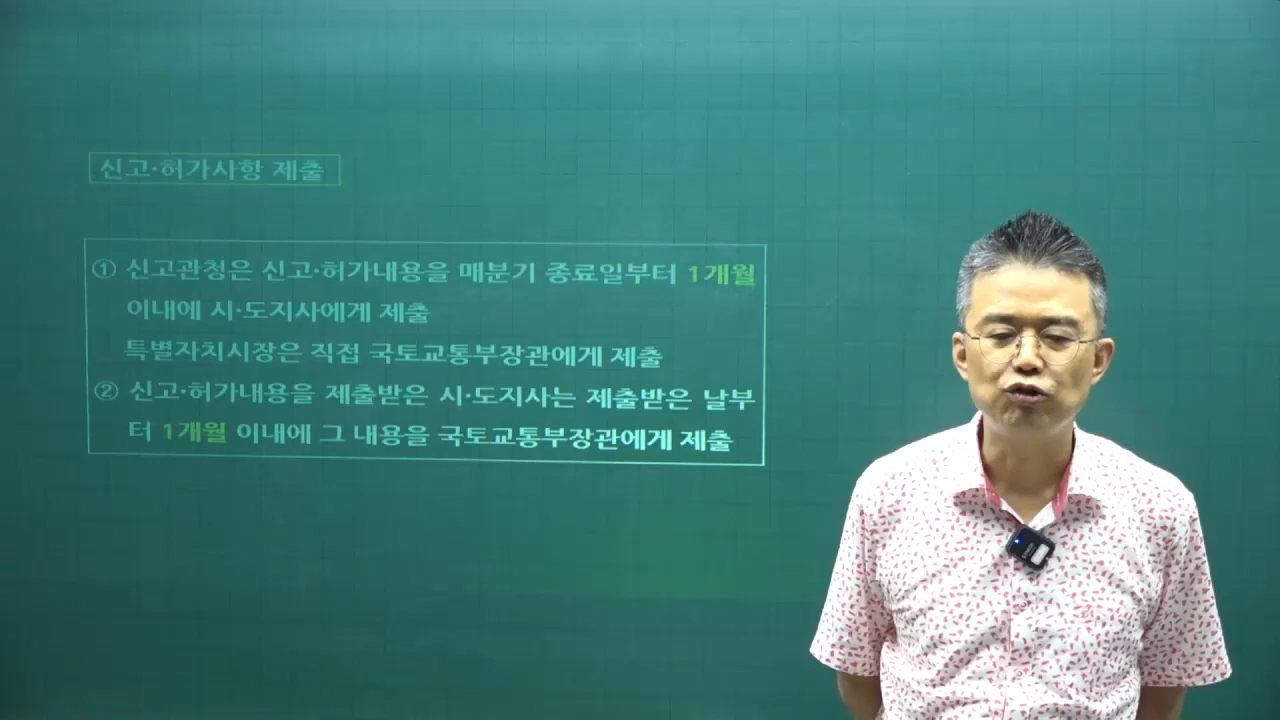 신고·허가사항 제출
① 신고관청은 신고·허가내용을 매분기 종료일부터 1개월
이내에 시·도지사에게 제출
특별자치시장은 직접 국토교통부장관에게 제출
② 신고·허가내용을 제출받은 시·도지사는 제출받은 날부
터 1개월 이내에 그 내용을 국토교통부장관에게 제출